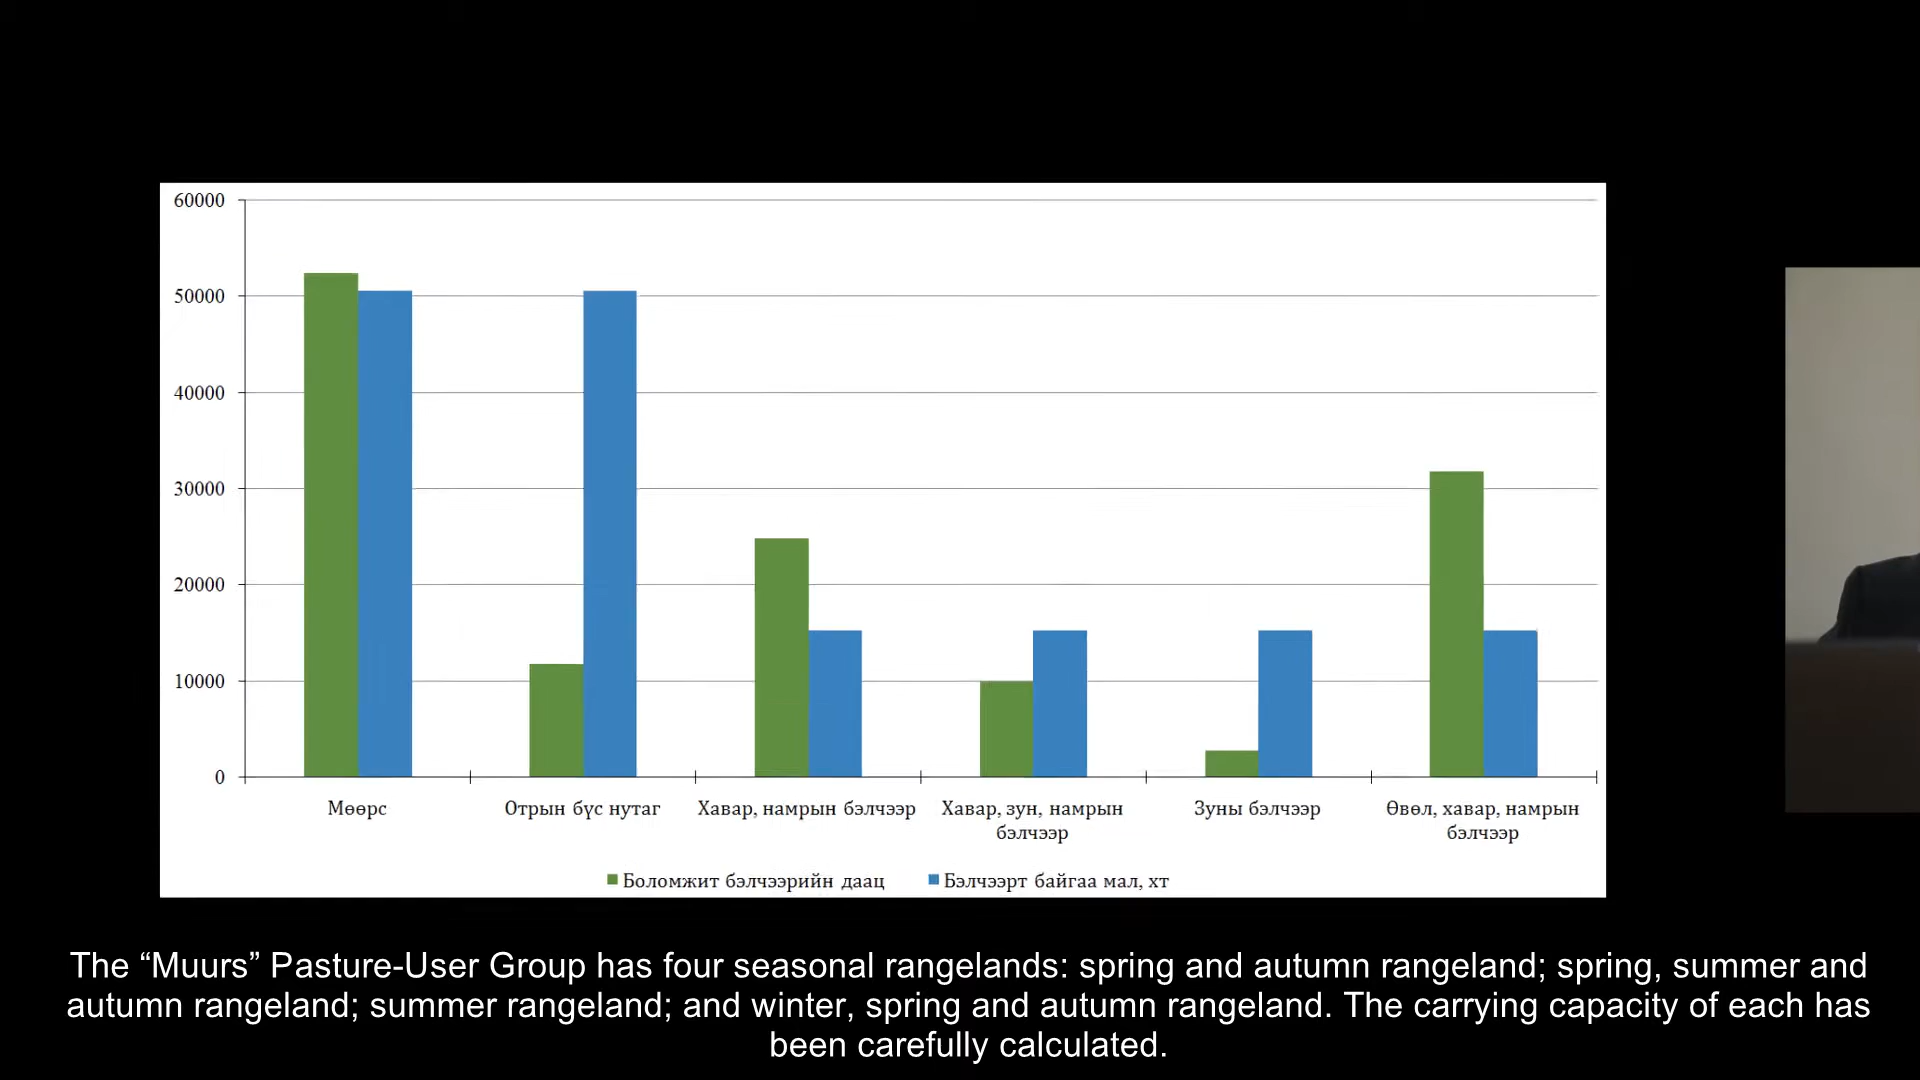 60000
50000
40000
30000
20000
10000
0
Мөөрс
Отрын бүс нутаг
Хавар, намрын бэлчээр
Хавар, зун, намрын
бэлчээр
Зуны бэлчээр
Өвөл, хавар, намрын
бэлчээр
Боломжит бэлчээрийн даац
Бэлчээрт байгаа мал, хт
The “Muurs” Pasture-User Group has four seasonal rangelands: spring and autumn rangeland; spring, summer and
autumn rangeland; summer rangeland; and winter, spring and autumn rangeland. The carrying capacity of each has
been carefully calculated.